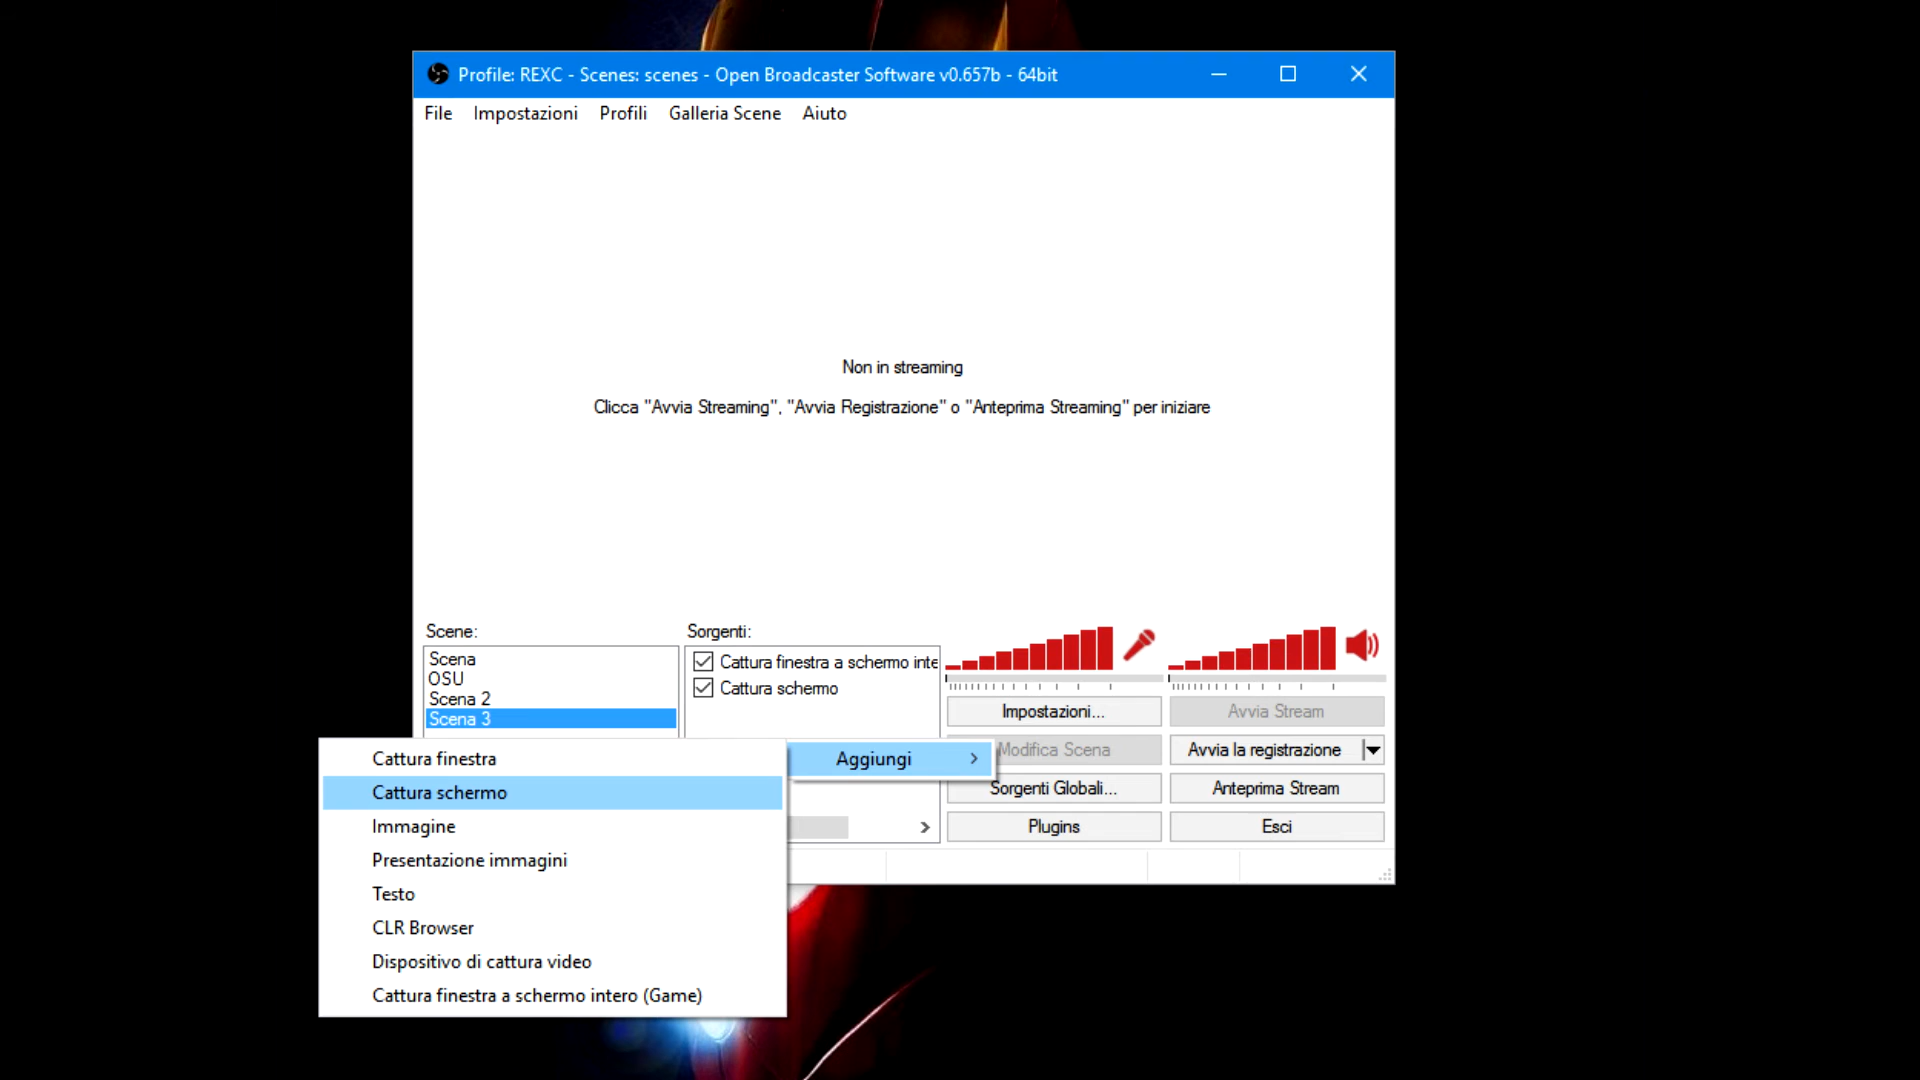 Profile: REXC - Scenes: scenes - Open Broadcaster Software v0.657b - 64bit
File Impostazioni Profili Galleria Scene Aiuto
Non in streaming
Clicca "Avvia Streaming", "Avvia Registrazione" o "Anteprima Streaming" per iniziare
Scene:
Scena
OSU
Scena 2
Scena 3
Sorgenti:
Cattura finestra a schermo inte
Cattura schermo
Impostazioni...
Avvia Stream
Modifica Scena
Avvia la registrazione
Sorgenti Globali...
Anteprima Stream
Plugins
Esci
Aggiungi
Cattura finestra
Cattura schermo
Immagine
Presentazione immagini
Testo
CLR Browser
Dispositivo di cattura video
Cattura finestra a schermo intero (Game)